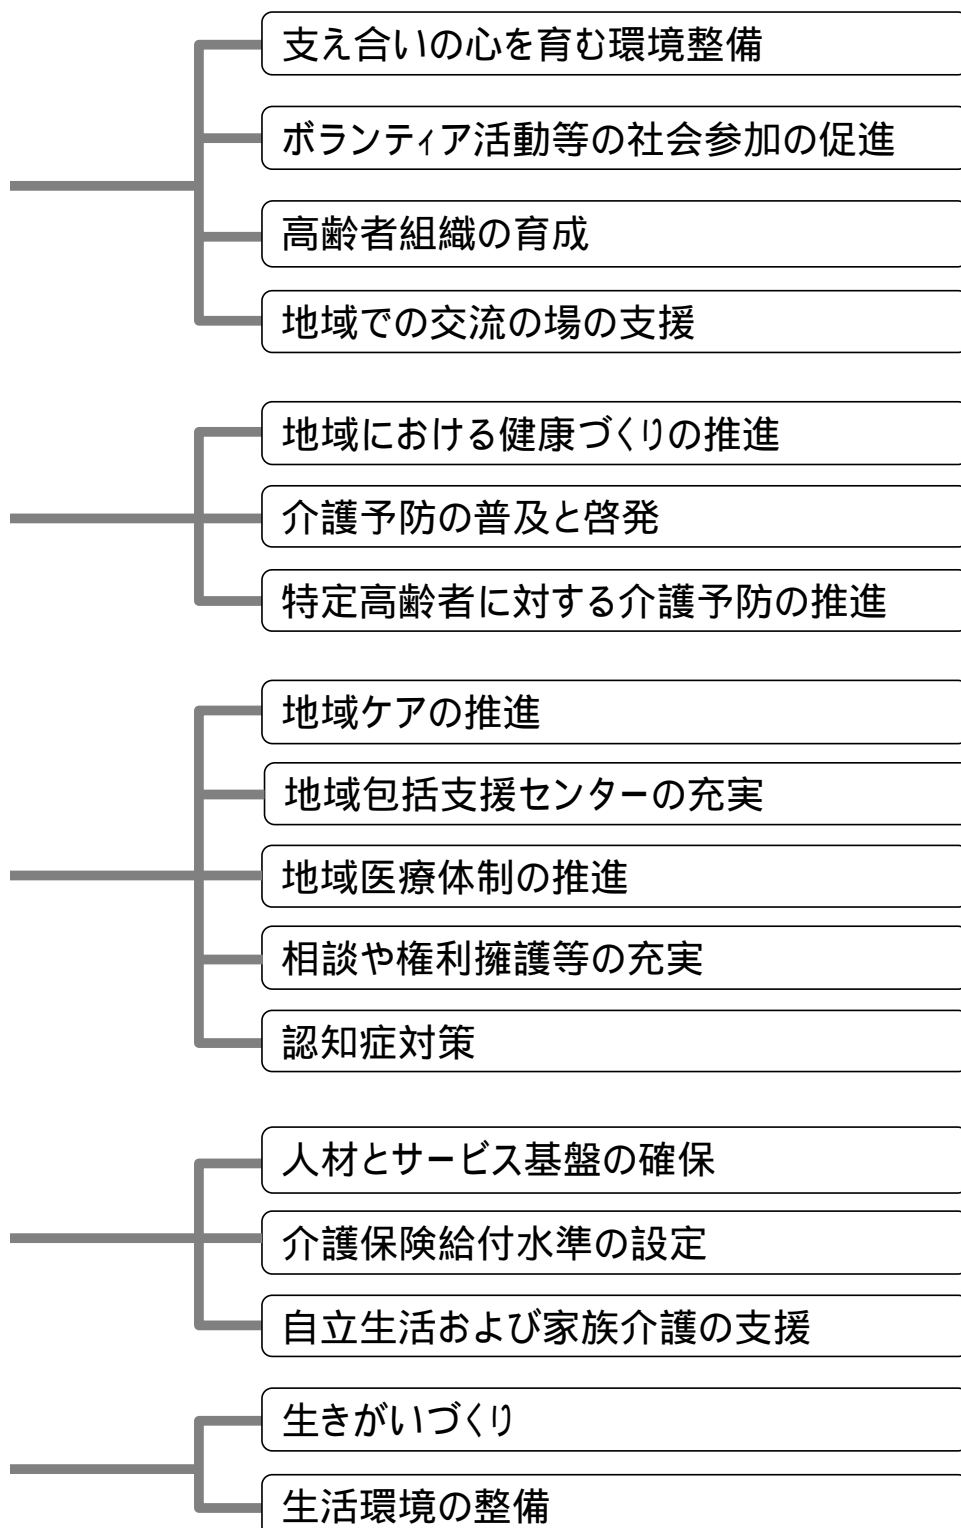 支え合いの心を育む環境整備
ボランティア活動等の社会参加の促進
高齢者組織の育成
地域での交流の場の支援
地域における健康づくりの推進
介護予防の普及と啓発
特定高齢者に対する介護予防の推進
地域ケアの推進
地域包括支援センターの充実
地域医療体制の推進
相談や権利擁護等の充実
認知症対策
人材とサービス基盤の確保
介護保険給付水準の設定
自立生活および家族介護の支援
生きがいづくり
生活環境の整備